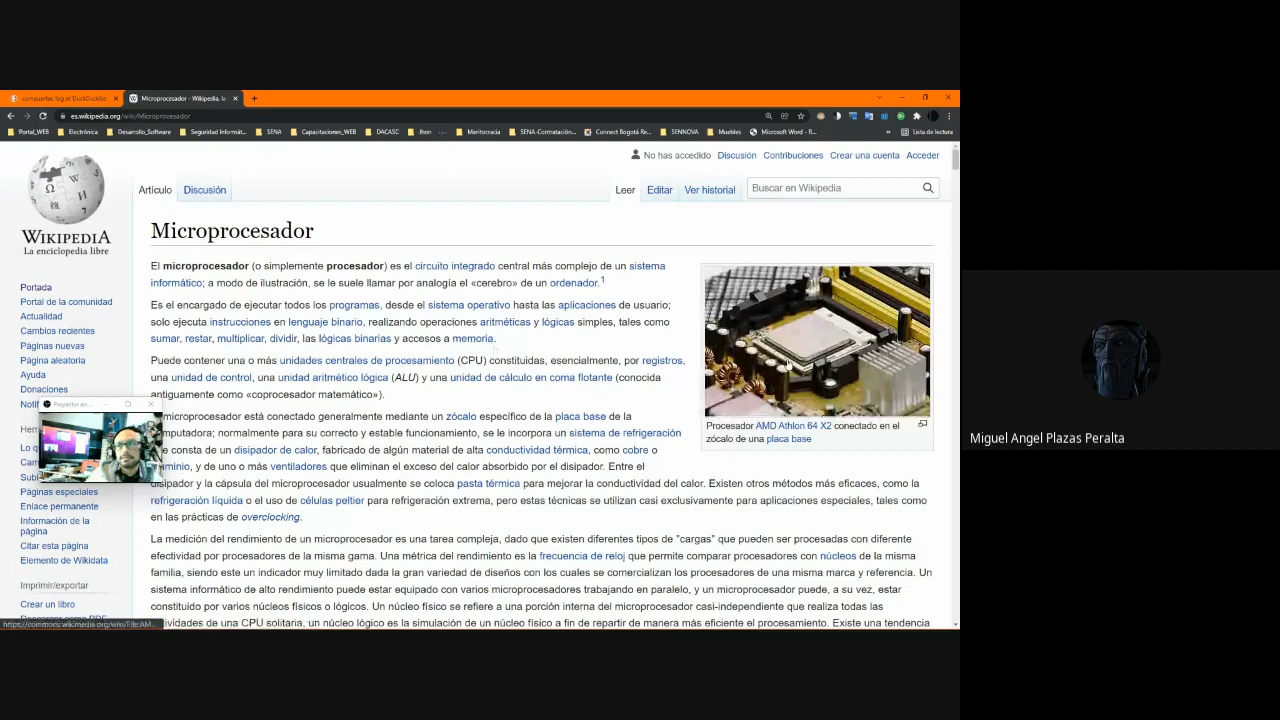 compuertas fpg at DuckDuckGo
Microprocesador - Wikipedia, la
es.wikipedia.org/wiki/Microprocesador
Portal_WEB Electrónica Desarrollo_Software Seguridad Informát... SENA Capacitaciones_WEB DACASC Jhon Meritocracia SENA-Contratación... Connect Bogotá Re... SENNOVA Muebles Microsoft Word - R... » Lista de lectura
No has accedido Discusión Contribuciones Crear una cuenta Acceder
Artículo Discusión Leer Editar Ver historial Buscar en Wikipedia
WIKIPEDIA
La enciclopedia libre
Portada
Portal de la comunidad
Actualidad
Cambios recientes
Páginas nuevas
Página aleatoria
Ayuda
Donaciones
Notif
Proyector en...
Herr
Lo q
Cam
Subi
Páginas especiales
Enlace permanente
Información de la
página
Citar esta página
Elemento de Wikidata
Imprimir/exportar
Crear un libro
https://commons.wikimedia.org/wiki/File:AM...
Microprocesador
El microprocesador (o simplemente procesador) es el circuito integrado central más complejo de un sistema
informático; a modo de ilustración, se le suele llamar por analogía el «cerebro» de un ordenador.1
Es el encargado de ejecutar todos los programas, desde el sistema operativo hasta las aplicaciones de usuario;
solo ejecuta instrucciones en lenguaje binario, realizando operaciones aritméticas y lógicas simples, tales como
sumar, restar, multiplicar, dividir, las lógicas binarias y accesos a memoria.
Puede contener una o más unidades centrales de procesamiento (CPU) constituidas, esencialmente, por registros,
una unidad de control, una unidad aritmético lógica (ALU) y una unidad de cálculo en coma flotante (conocida
antiguamente como «coprocesador matemático»).
microprocesador está conectado generalmente mediante un zócalo específico de la placa base de la
mputadora; normalmente para su correcto y estable funcionamiento, se le incorpora un sistema de refrigeración
e consta de un disipador de calor, fabricado de algún material de alta conductividad térmica, como cobre o
minio, y de uno o más ventiladores que eliminan el exceso del calor absorbido por el disipador. Entre el
disipador y la cápsula del microprocesador usualmente se coloca pasta térmica para mejorar la conductividad del calor. Existen otros métodos más eficaces, como la
refrigeración líquida o el uso de células peltier para refrigeración extrema, pero estas técnicas se utilizan casi exclusivamente para aplicaciones especiales, tales como
en las prácticas de overclocking.
La medición del rendimiento de un microprocesador es una tarea compleja, dado que existen diferentes tipos de "cargas" que pueden ser procesadas con diferente
efectividad por procesadores de la misma gama. Una métrica del rendimiento es la frecuencia de reloj que permite comparar procesadores con núcleos de la misma
familia, siendo este un indicador muy limitado dada la gran variedad de diseños con los cuales se comercializan los procesadores de una misma marca y referencia. Un
sistema informático de alto rendimiento puede estar equipado con varios microprocesadores trabajando en paralelo, y un microprocesador puede, a su vez, estar
constituido por varios núcleos físicos o lógicos. Un núcleo físico se refiere a una porción interna del microprocesador casi-independiente que realiza todas las
tividades de una CPU solitaria, un núcleo lógico es la simulación de un núcleo físico a fin de repartir de manera más eficiente el procesamiento. Existe una tendencia
Procesador AMD Athlon 64 X2 conectado en el
zócalo de una placa base
Miguel Angel Plazas Peralta